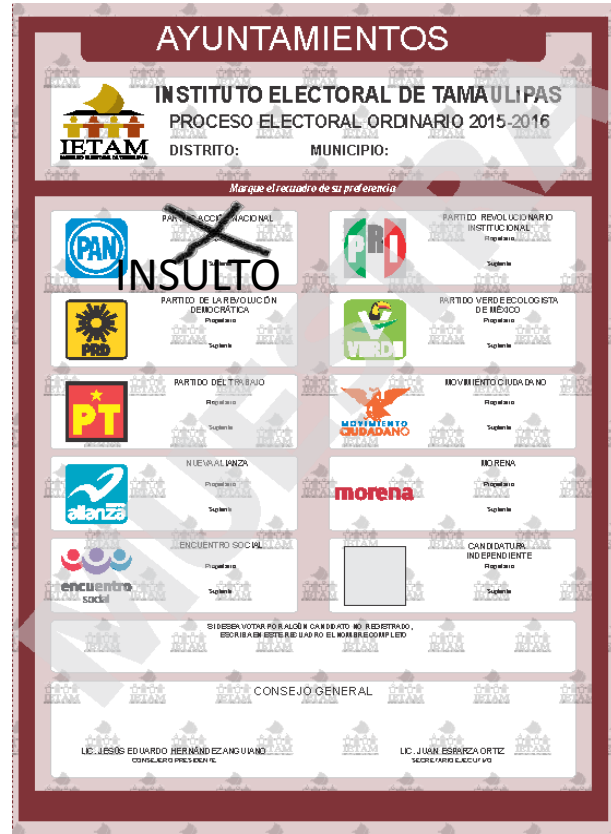 AYUNTAMIENTOS
INSTITUTO ELECTORAL DE TAMAULIPAS
PROCESO ELECTORAL ORDINARIO 2015-2016
IETAM
DISTRITO: MUNICIPIO:
Marque el recuadro de su preferencia
PAN
PARTIDO ACCIÓN NACIONAL
Suplente
INSULTO
PRI
PARTIDO REVOLUCIONARIO
INSTITUCIONAL
Propietario
Suplente
PRD
PARTIDO DE LA REVOLUCIÓN
DEMOCRÁTICA
Propietario
Suplente
VERDE
PARTIDO VERDE ECOLOGISTA
DE MÉXICO
Propietario
Suplente
PT
PARTIDO DEL TRABAJO
Propietario
Suplente
MOVIMIENTO
CIUDADANO
MOVIMIENTO CIUDADANO
Propietario
Suplente
alianza
NUEVA ALIANZA
Propietario
Suplente
morena
MORENA
Propietario
Suplente
encuentro
social
ENCUENTRO SOCIAL
Propietario
Suplente
CANDIDATURA
INDEPENDIENTE
Propietario
Suplente
SI DESEA VOTAR POR ALGÚN CANDIDATO NO REGISTRADO,
ESCRIBA EN ESTE RECUADRO EL NOMBRE COMPLETO
CONSEJO GENERAL
LIC. JESÚS EDUARDO HERNÁNDEZ ANGUIANO
CONSEJERO PRESIDENTE
LIC. JUAN ESPARZA ORTIZ
SECRETARIO EJECUTIVO
MUESTRA